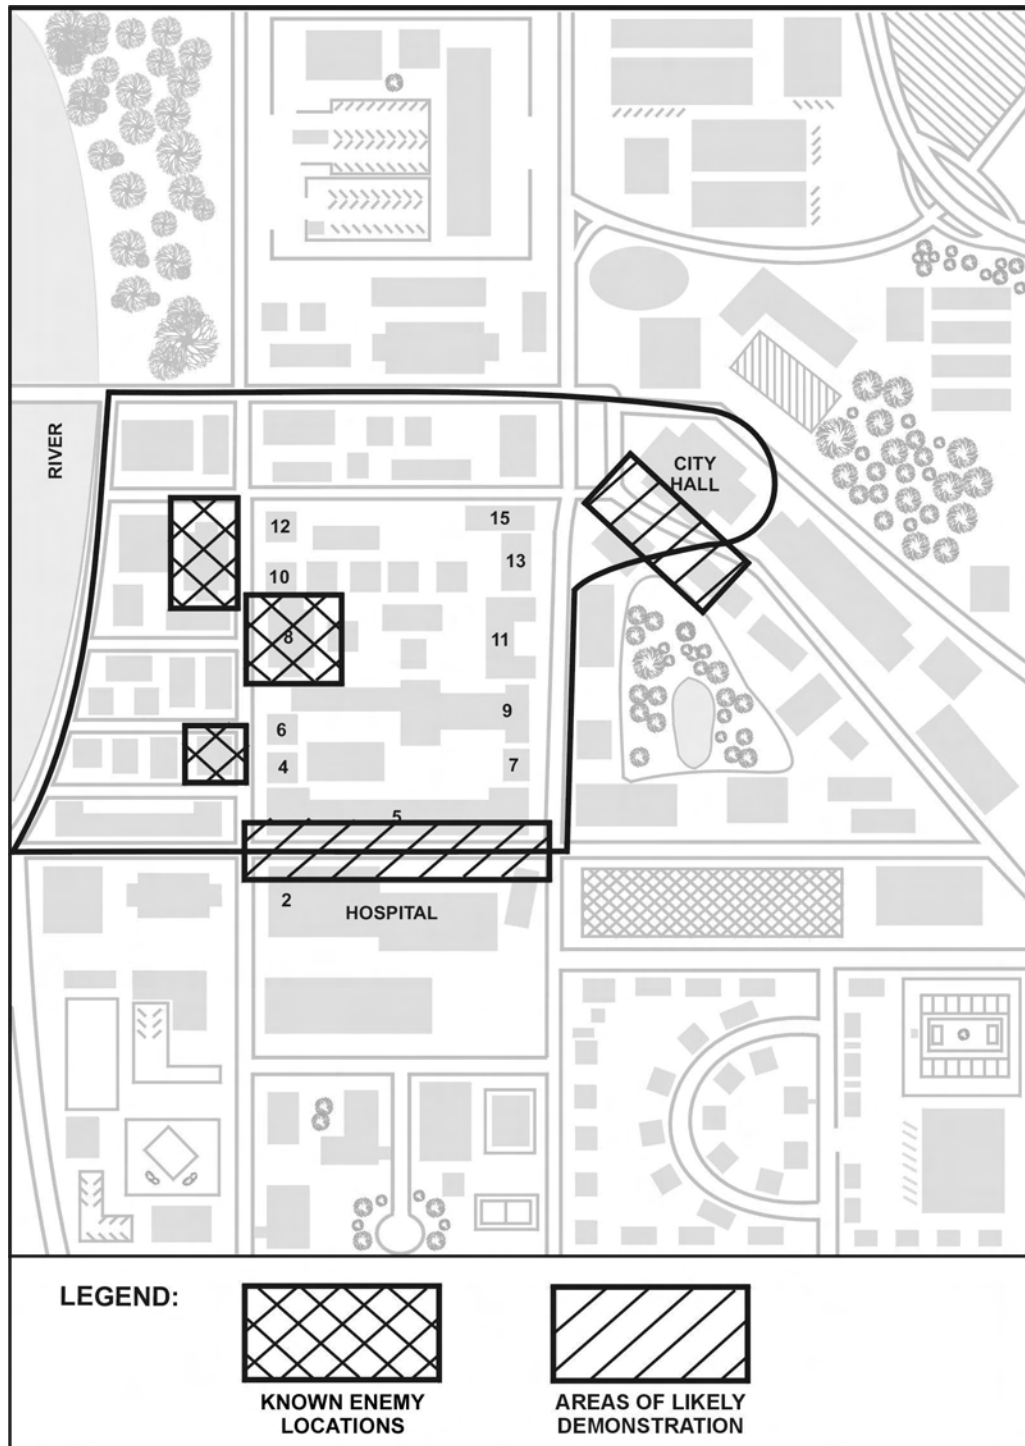 RIVER
CITY
HALL
12
15
13
10
8
11
9
6
4
7
5
2
HOSPITAL
LEGEND:
KNOWN ENEMY
LOCATIONS
AREAS OF LIKELY
DEMONSTRATION